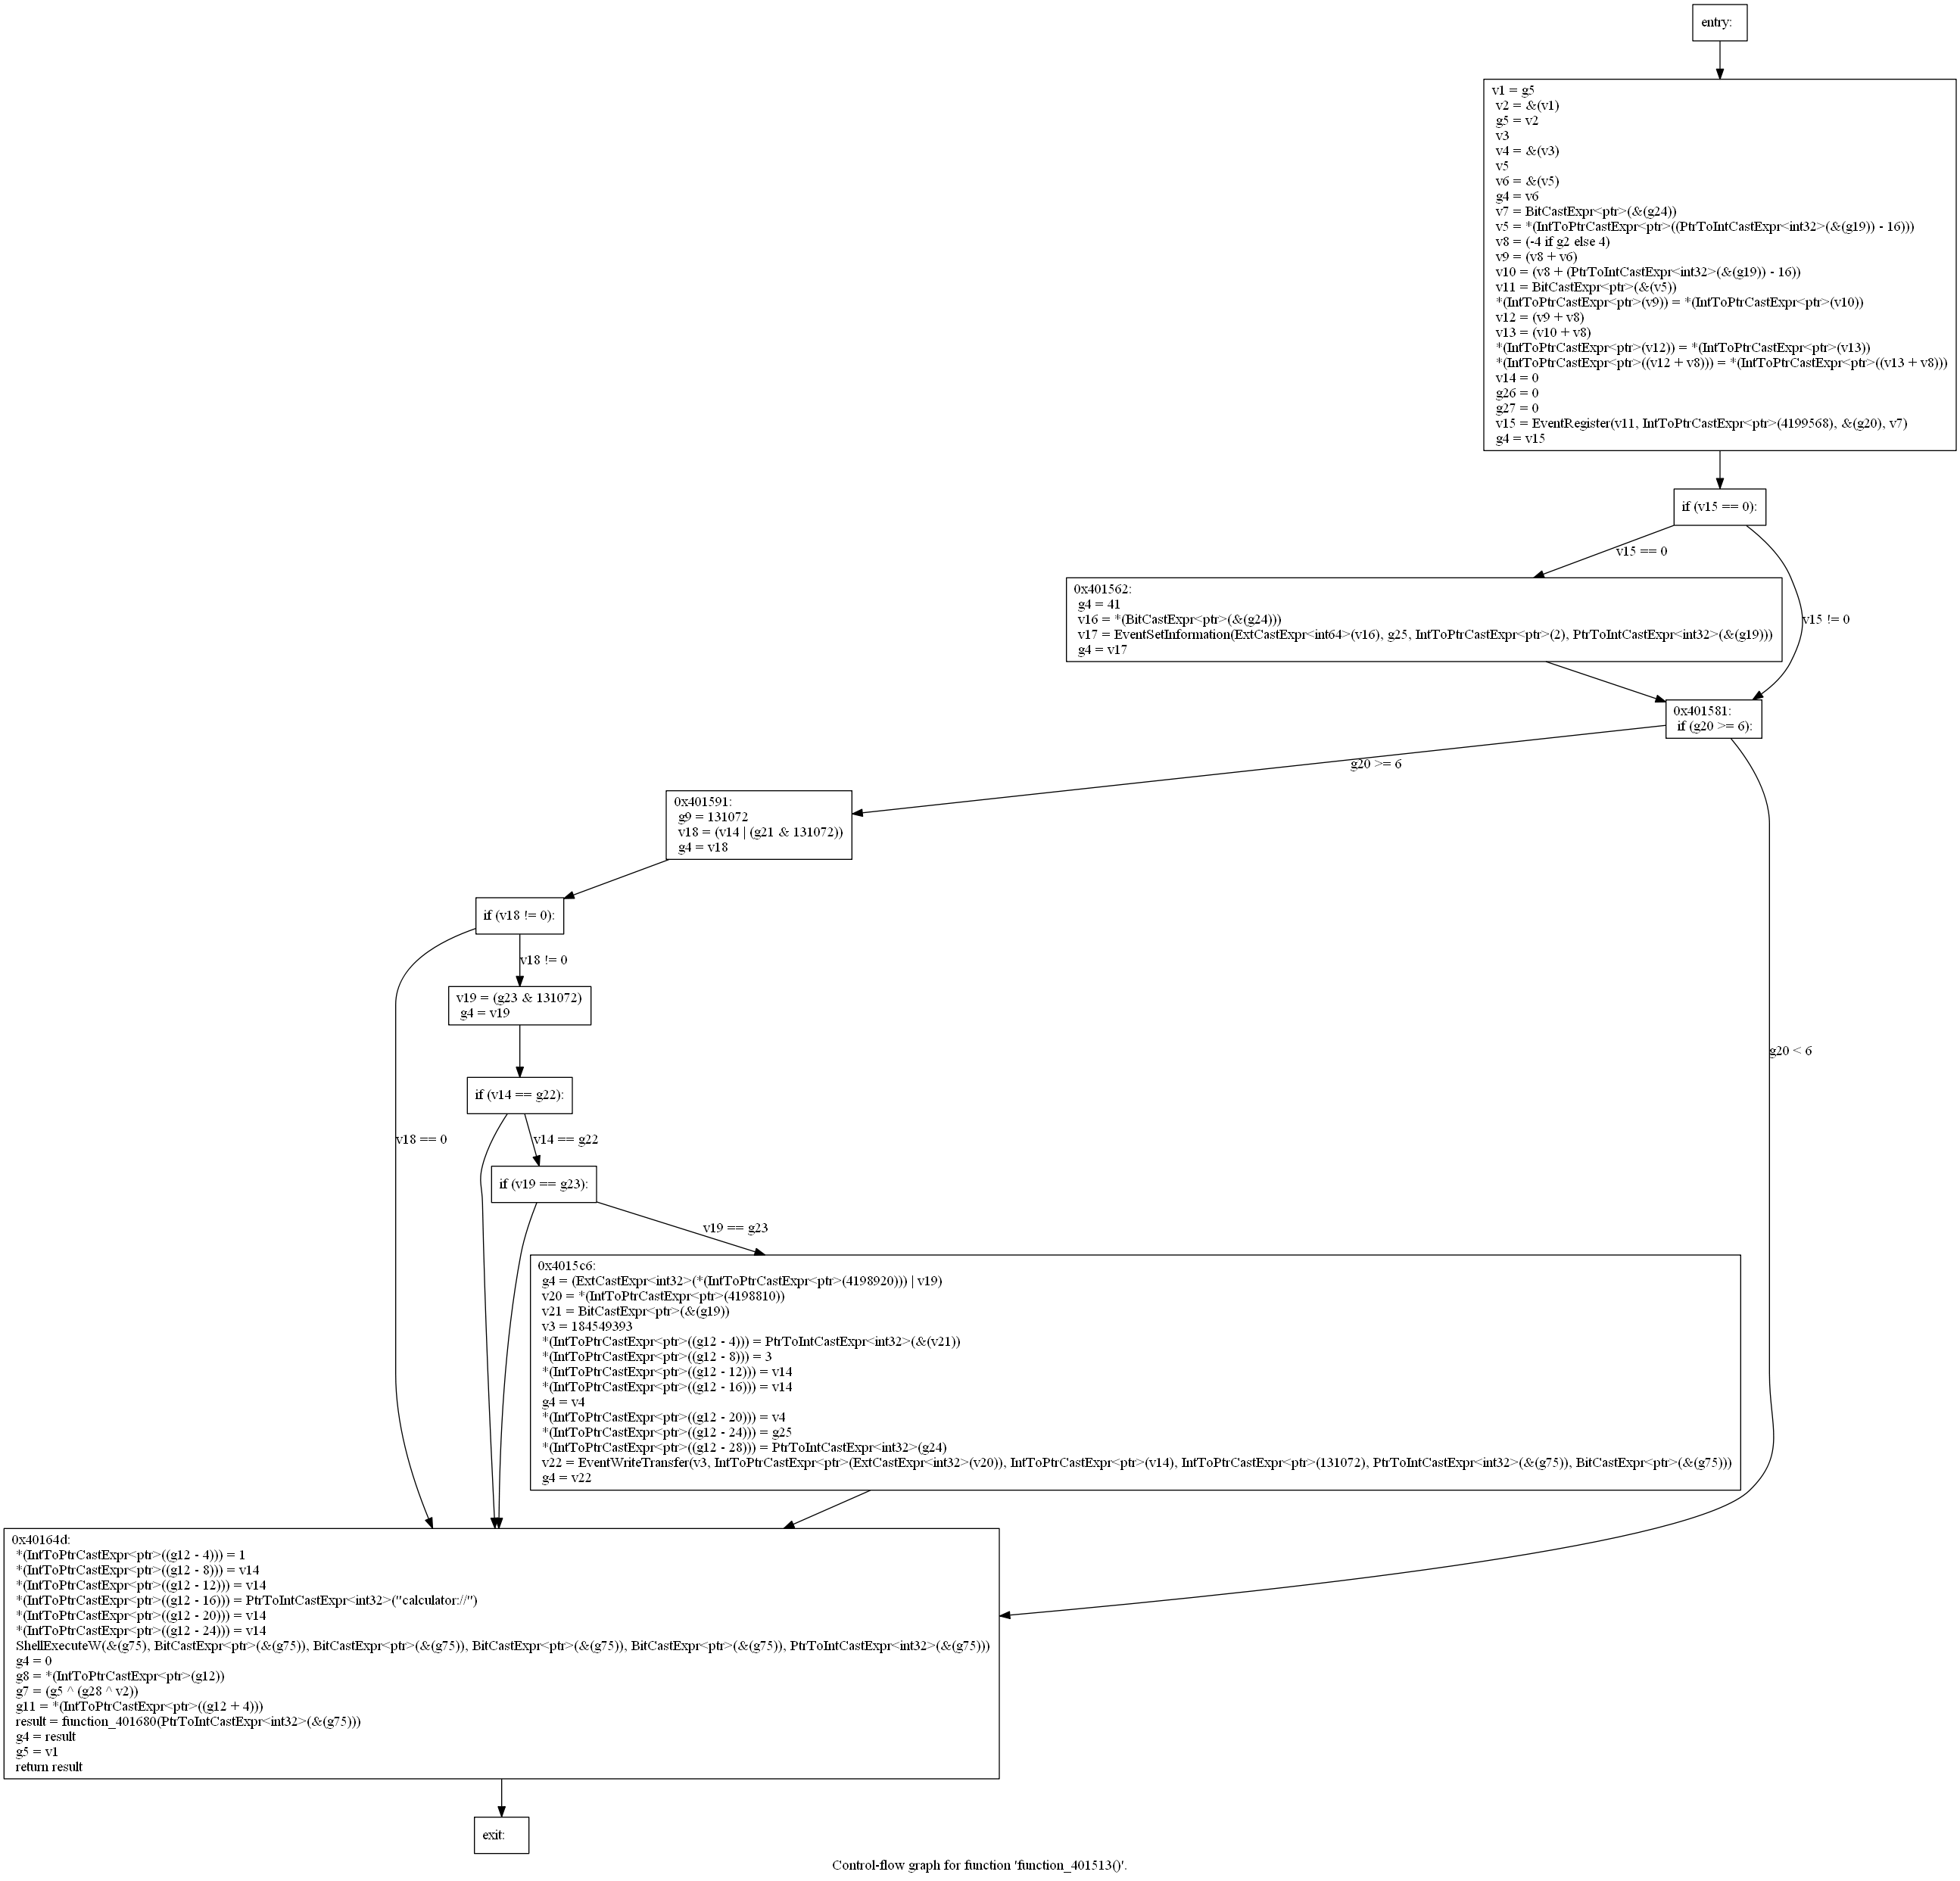 entry:
v1 = g5
v2 = &(v1)
g5 = v2
v3
v4 = &(v3)
v5
v6 = &(v5)
g4 = v6
v7 = BitCastExpr<ptr>(&(g24))
v5 = *(IntToPtrCastExpr<ptr>((PtrToIntCastExpr<int32>(&(g19)) - 16)))
v8 = (-4 if g2 else 4)
v9 = (v8 + v6)
v10 = (v8 + (PtrToIntCastExpr<int32>(&(g19)) - 16))
v11 = BitCastExpr<ptr>(&(v5))
*(IntToPtrCastExpr<ptr>(v9)) = *(IntToPtrCastExpr<ptr>(v10))
v12 = (v9 + v8)
v13 = (v10 + v8)
*(IntToPtrCastExpr<ptr>(v12)) = *(IntToPtrCastExpr<ptr>(v13))
*(IntToPtrCastExpr<ptr>((v12 + v8))) = *(IntToPtrCastExpr<ptr>((v13 + v8)))
v14 = 0
g26 = 0
g27 = 0
v15 = EventRegister(v11, IntToPtrCastExpr<ptr>(4199568), &(g20), v7)
g4 = v15
if (v15 == 0):
v15 == 0
0x401562:
g4 = 41
v16 = *(BitCastExpr<ptr>(&(g24)))
v17 = EventSetInformation(ExtCastExpr<int64>(v16), g25, IntToPtrCastExpr<ptr>(2), PtrToIntCastExpr<int32>(&(g19)))
g4 = v17
v15 != 0
0x401581:
if (g20 >= 6):
g20 >= 6
0x401591:
g9 = 131072
v18 = (v14 | (g21 & 131072))
g4 = v18
if (v18 != 0):
v18 != 0
v19 = (g23 & 131072)
g4 = v19
g20 < 6
if (v14 == g22):
v18 == 0
v14 == g22
if (v19 == g23):
v19 == g23
0x4015c6:
g4 = (ExtCastExpr<int32>(*(IntToPtrCastExpr<ptr>(4198920))) | v19)
v20 = *(IntToPtrCastExpr<ptr>(4198810))
v21 = BitCastExpr<ptr>(&(g19))
v3 = 184549393
*(IntToPtrCastExpr<ptr>((g12 - 4))) = PtrToIntCastExpr<int32>(&(v21))
*(IntToPtrCastExpr<ptr>((g12 - 8))) = 3
*(IntToPtrCastExpr<ptr>((g12 - 12))) = v14
*(IntToPtrCastExpr<ptr>((g12 - 16))) = v14
g4 = v4
*(IntToPtrCastExpr<ptr>((g12 - 20))) = v4
*(IntToPtrCastExpr<ptr>((g12 - 24))) = g25
*(IntToPtrCastExpr<ptr>((g12 - 28))) = PtrToIntCastExpr<int32>(g24)
v22 = EventWriteTransfer(v3, IntToPtrCastExpr<ptr>(ExtCastExpr<int32>(v20)), IntToPtrCastExpr<ptr>(v14), IntToPtrCastExpr<ptr>(131072), PtrToIntCastExpr<int32>(&(g75)), BitCastExpr<ptr>(&(g75)))
g4 = v22
0x40164d:
*(IntToPtrCastExpr<ptr>((g12 - 4))) = 1
*(IntToPtrCastExpr<ptr>((g12 - 8))) = v14
*(IntToPtrCastExpr<ptr>((g12 - 12))) = v14
*(IntToPtrCastExpr<ptr>((g12 - 16))) = PtrToIntCastExpr<int32>("calculator://")
*(IntToPtrCastExpr<ptr>((g12 - 20))) = v14
*(IntToPtrCastExpr<ptr>((g12 - 24))) = v14
ShellExecuteW(&(g75), BitCastExpr<ptr>(&(g75)), BitCastExpr<ptr>(&(g75)), BitCastExpr<ptr>(&(g75)), BitCastExpr<ptr>(&(g75)), PtrToIntCastExpr<int32>(&(g75)))
g4 = 0
g8 = *(IntToPtrCastExpr<ptr>(g12))
g7 = (g5 ^ (g28 ^ v2))
g11 = *(IntToPtrCastExpr<ptr>((g12 + 4)))
result = function_401680(PtrToIntCastExpr<int32>(&(g75)))
g4 = result
g5 = v1
return result
exit:
Control-flow graph for function 'function_401513()'.